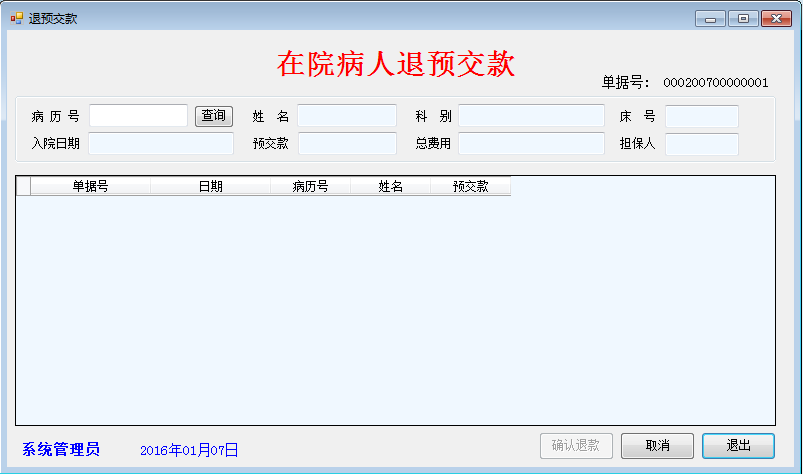 退预交款
在院病人退预交款
单据号: 000200700000001
病 历 号 查询 姓 名 科 别 床 号
入院日期 预交款 总费用 担保人
单据号 日期 病历号 姓名 预交款
系统管理员 2016年01月07日 确认退款 取消 退出